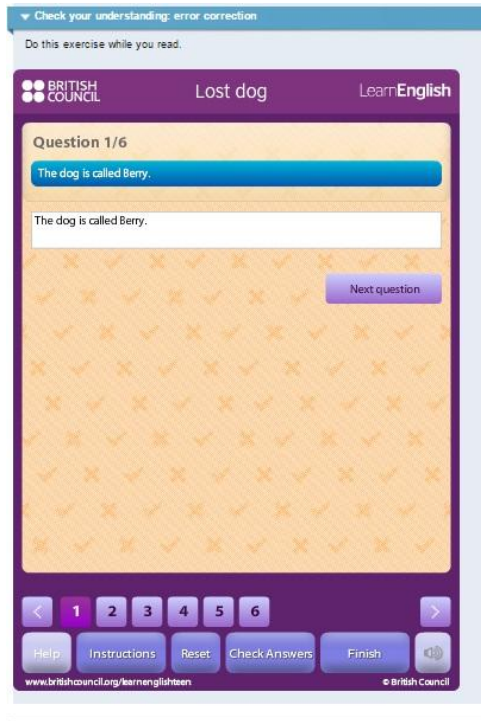 Check your understanding: error correction
Do this exercise while you read.
BRITISH
COUNCIL
Lost dog
LearnEnglish
Question 1/6
The dog is called Berry.
The dog is called Berry.
Next question
< 1 2 3 4 5 6 >
Help Instructions Reset Check Answers Finish
www.britishcouncil.org/learnenglishteen © British Council